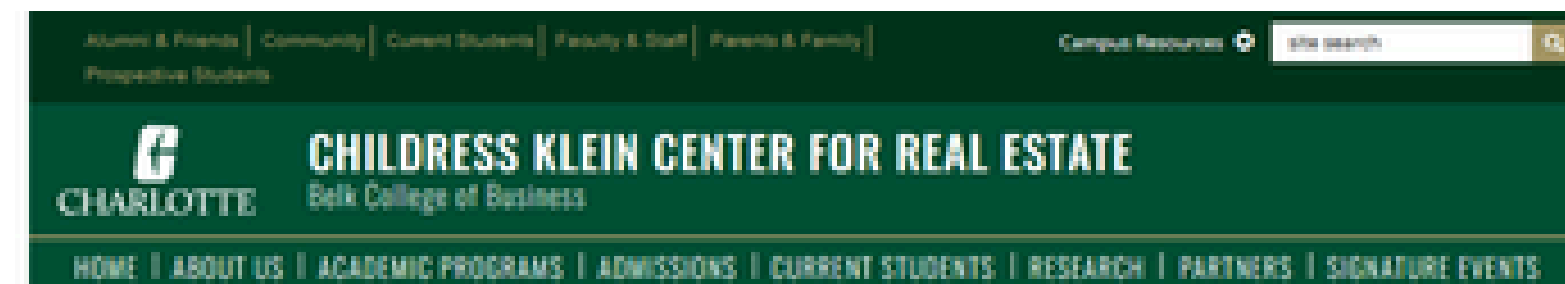 Alumni & Friends | Community | Current Students | Faculty & Staff | Parents & Family |
Prospective Students
Campus Resources
site search
CHARLOTTE
CHILDRESS KLEIN CENTER FOR REAL ESTATE
Belk College of Business
HOME | ABOUT US | ACADEMIC PROGRAMS | ADMISSIONS | CURRENT STUDENTS | RESEARCH | PARTNERS | SIGNATURE EVENTS